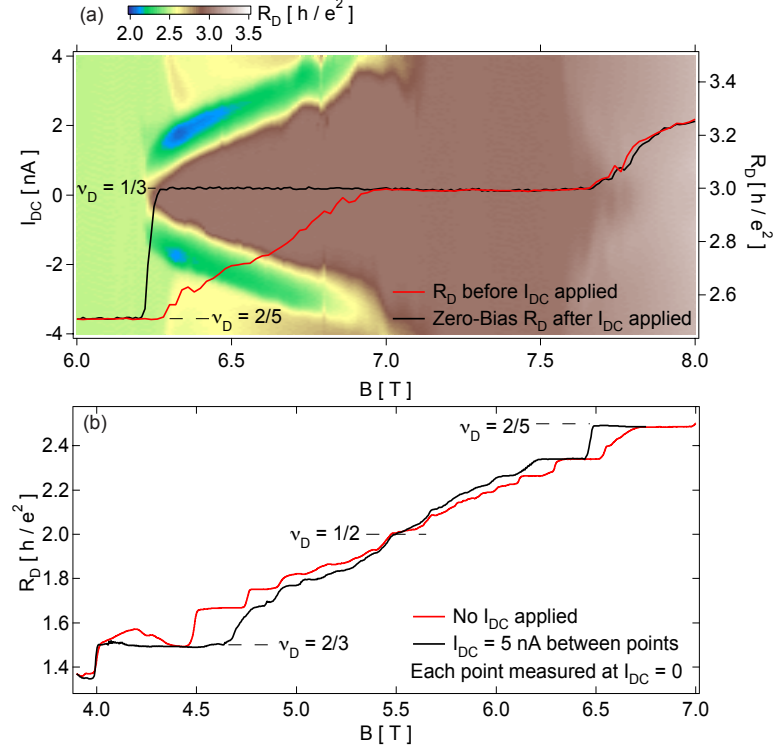 (a)
2.0 2.5 3.0 3.5 R_D [ h / e² ]
I_DC [ nA ]
4
2
0
-2
-4
ν_D = 1/3
ν_D = 2/5
R_D before I_DC applied
Zero-Bias R_D after I_DC applied
3.4
3.2
3.0
2.8
2.6
R_D [ h / e² ]
6.0 6.5 7.0 7.5 8.0
B [ T ]
(b)
R_D [ h / e² ]
2.4
2.2
2.0
1.8
1.6
1.4
ν_D = 2/5
ν_D = 1/2
ν_D = 2/3
No I_DC applied
I_DC = 5 nA between points
Each point measured at I_DC = 0
4.0 4.5 5.0 5.5 6.0 6.5 7.0
B [ T ]